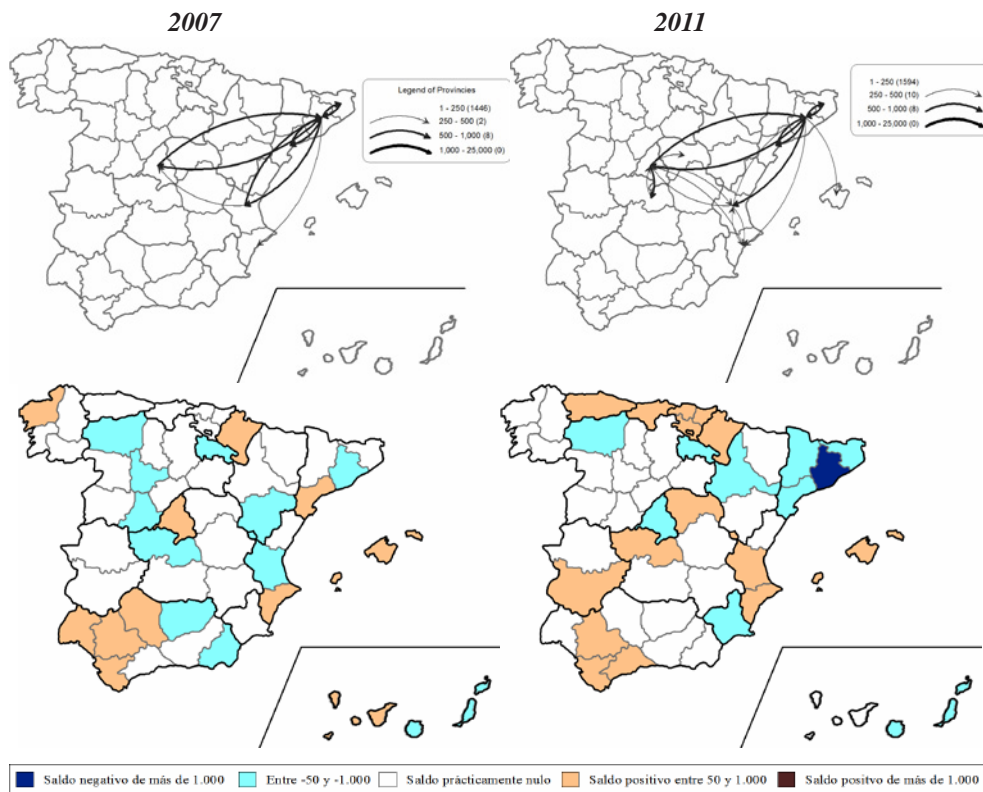 2007
2011
Legend of Provincies
1 - 250 (1446)
250 - 500 (2)
500 - 1,000 (8)
1,000 - 25,000 (0)
1 - 250 (1594)
250 - 500 (10)
500 - 1,000 (8)
1,000 - 25,000 (0)
Saldo negativo de más de 1.000
Entre -50 y -1.000
Saldo prácticamente nulo
Saldo positivo entre 50 y 1.000
Saldo positvo de más de 1.000